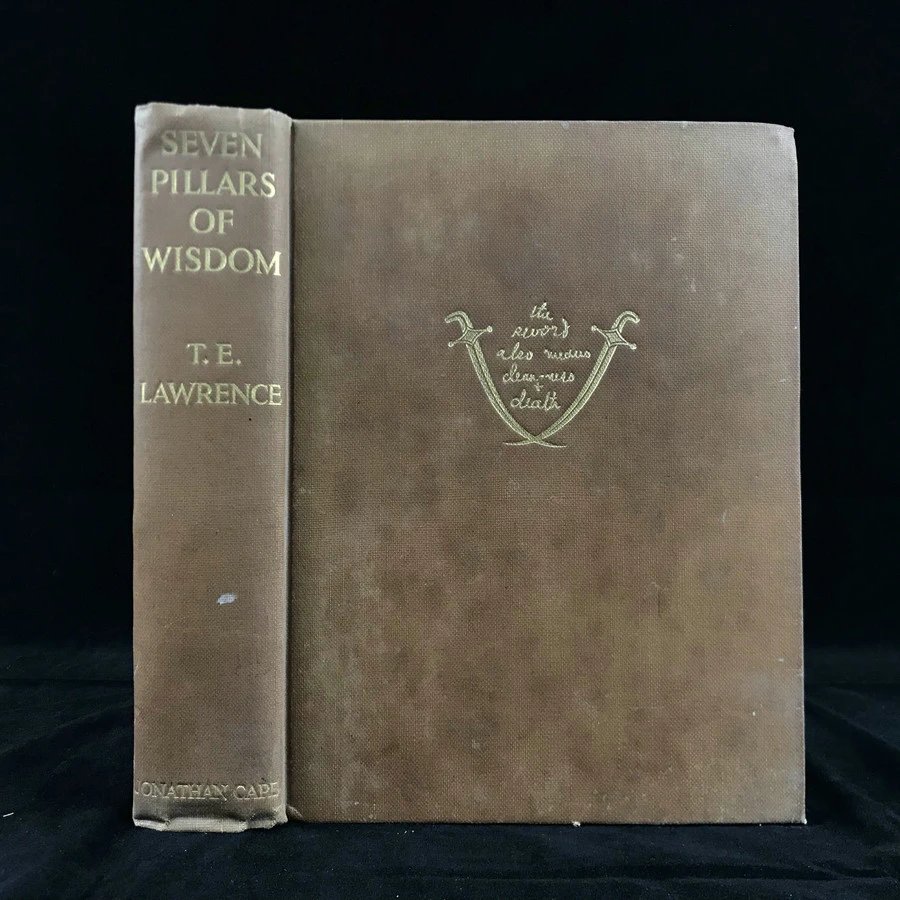 SEVEN
PILLARS
OF
WISDOM
T. E.
LAWRENCE
JONATHAN CAPE
the
sword
also means
clean-ness
+
death